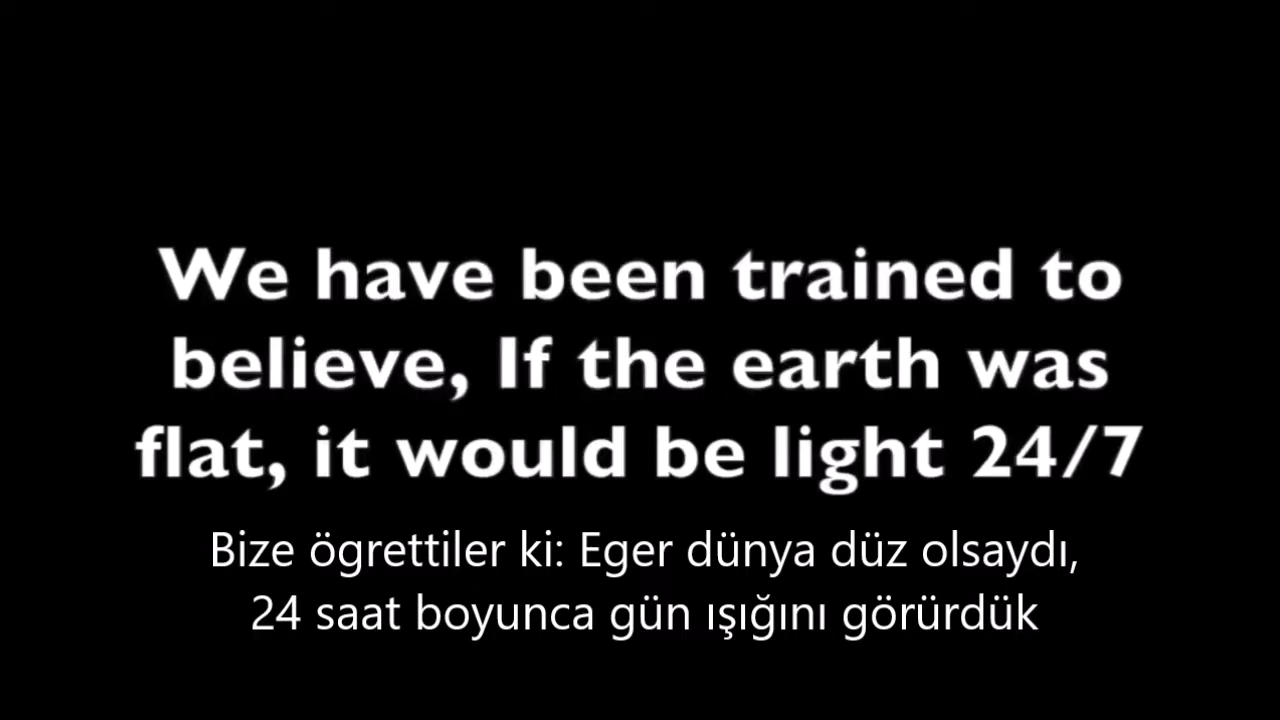 We have been trained to
believe, If the earth was
flat, it would be light 24/7
Bize ögrettiler ki: Eger dünya düz olsaydı,
24 saat boyunca gün ışığını görürdük